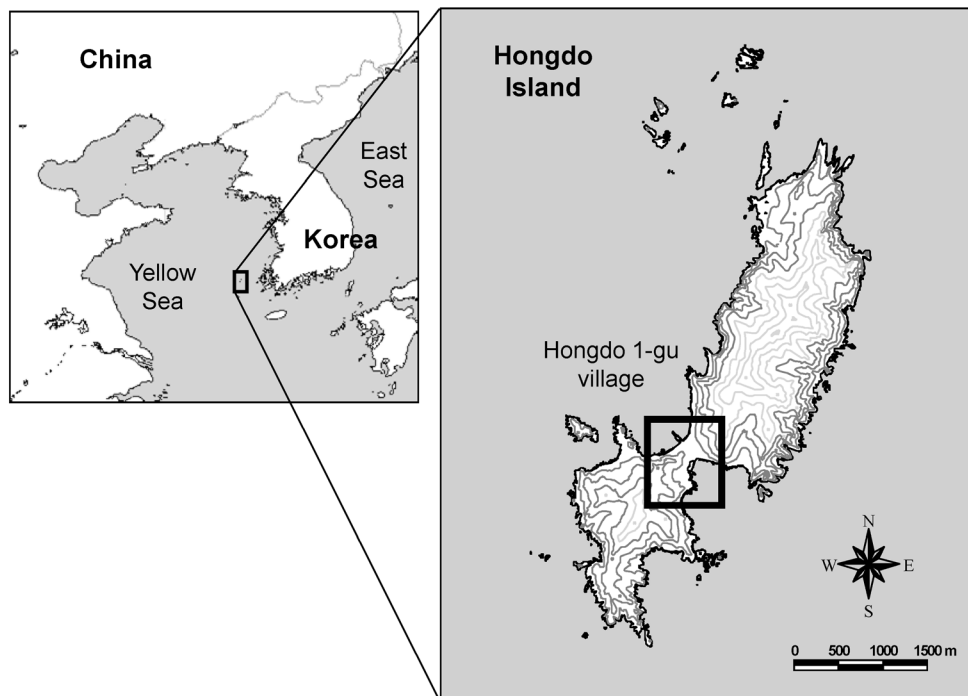 China
East
Sea
Korea
Yellow
Sea
Hongdo
Island
Hongdo 1-gu
village
N
W
E
S
0 500 1000 1500 m